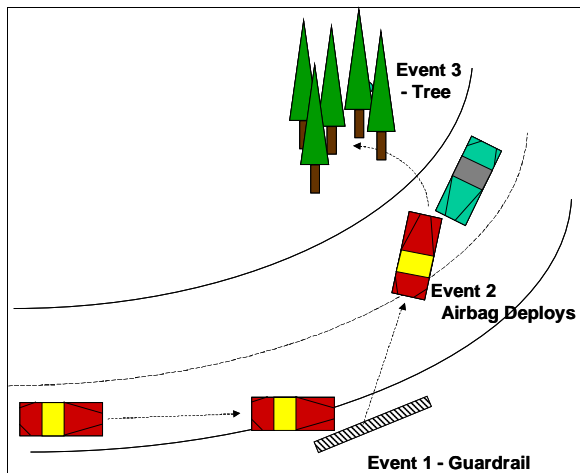 Event 3
- Tree
Event 2
Airbag Deploys
Event 1 - Guardrail